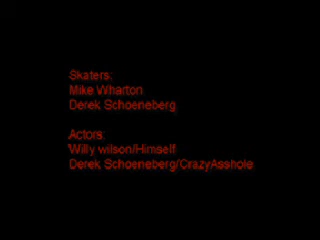 Skaters:
Mike Wharton
Derek Schoeneberg
Actors:
Willy wilson/Himself
Derek Schoeneberg/CrazyAsshole